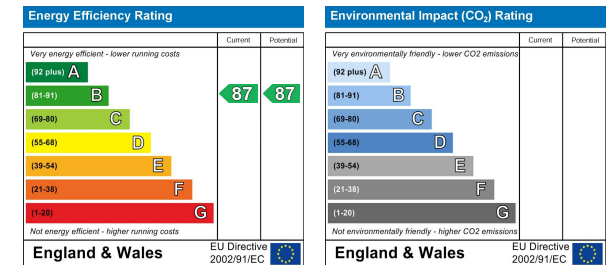 Energy Efficiency Rating
Current Potential
Very energy efficient - lower running costs
(92 plus) A
(81-91) B 87 87
(69-80) C
(55-68) D
(39-54) E
(21-38) F
(1-20) G
Not energy efficient - higher running costs
England & Wales
EU Directive
2002/91/EC
Environmental Impact (CO₂) Rating
Current Potential
Very environmentally friendly - lower CO2 emissions
(92 plus) A
(81-91) B
(69-80) C
(55-68) D
(39-54) E
(21-38) F
(1-20) G
Not environmentally friendly - higher CO2 emissions
England & Wales
EU Directive
2002/91/EC